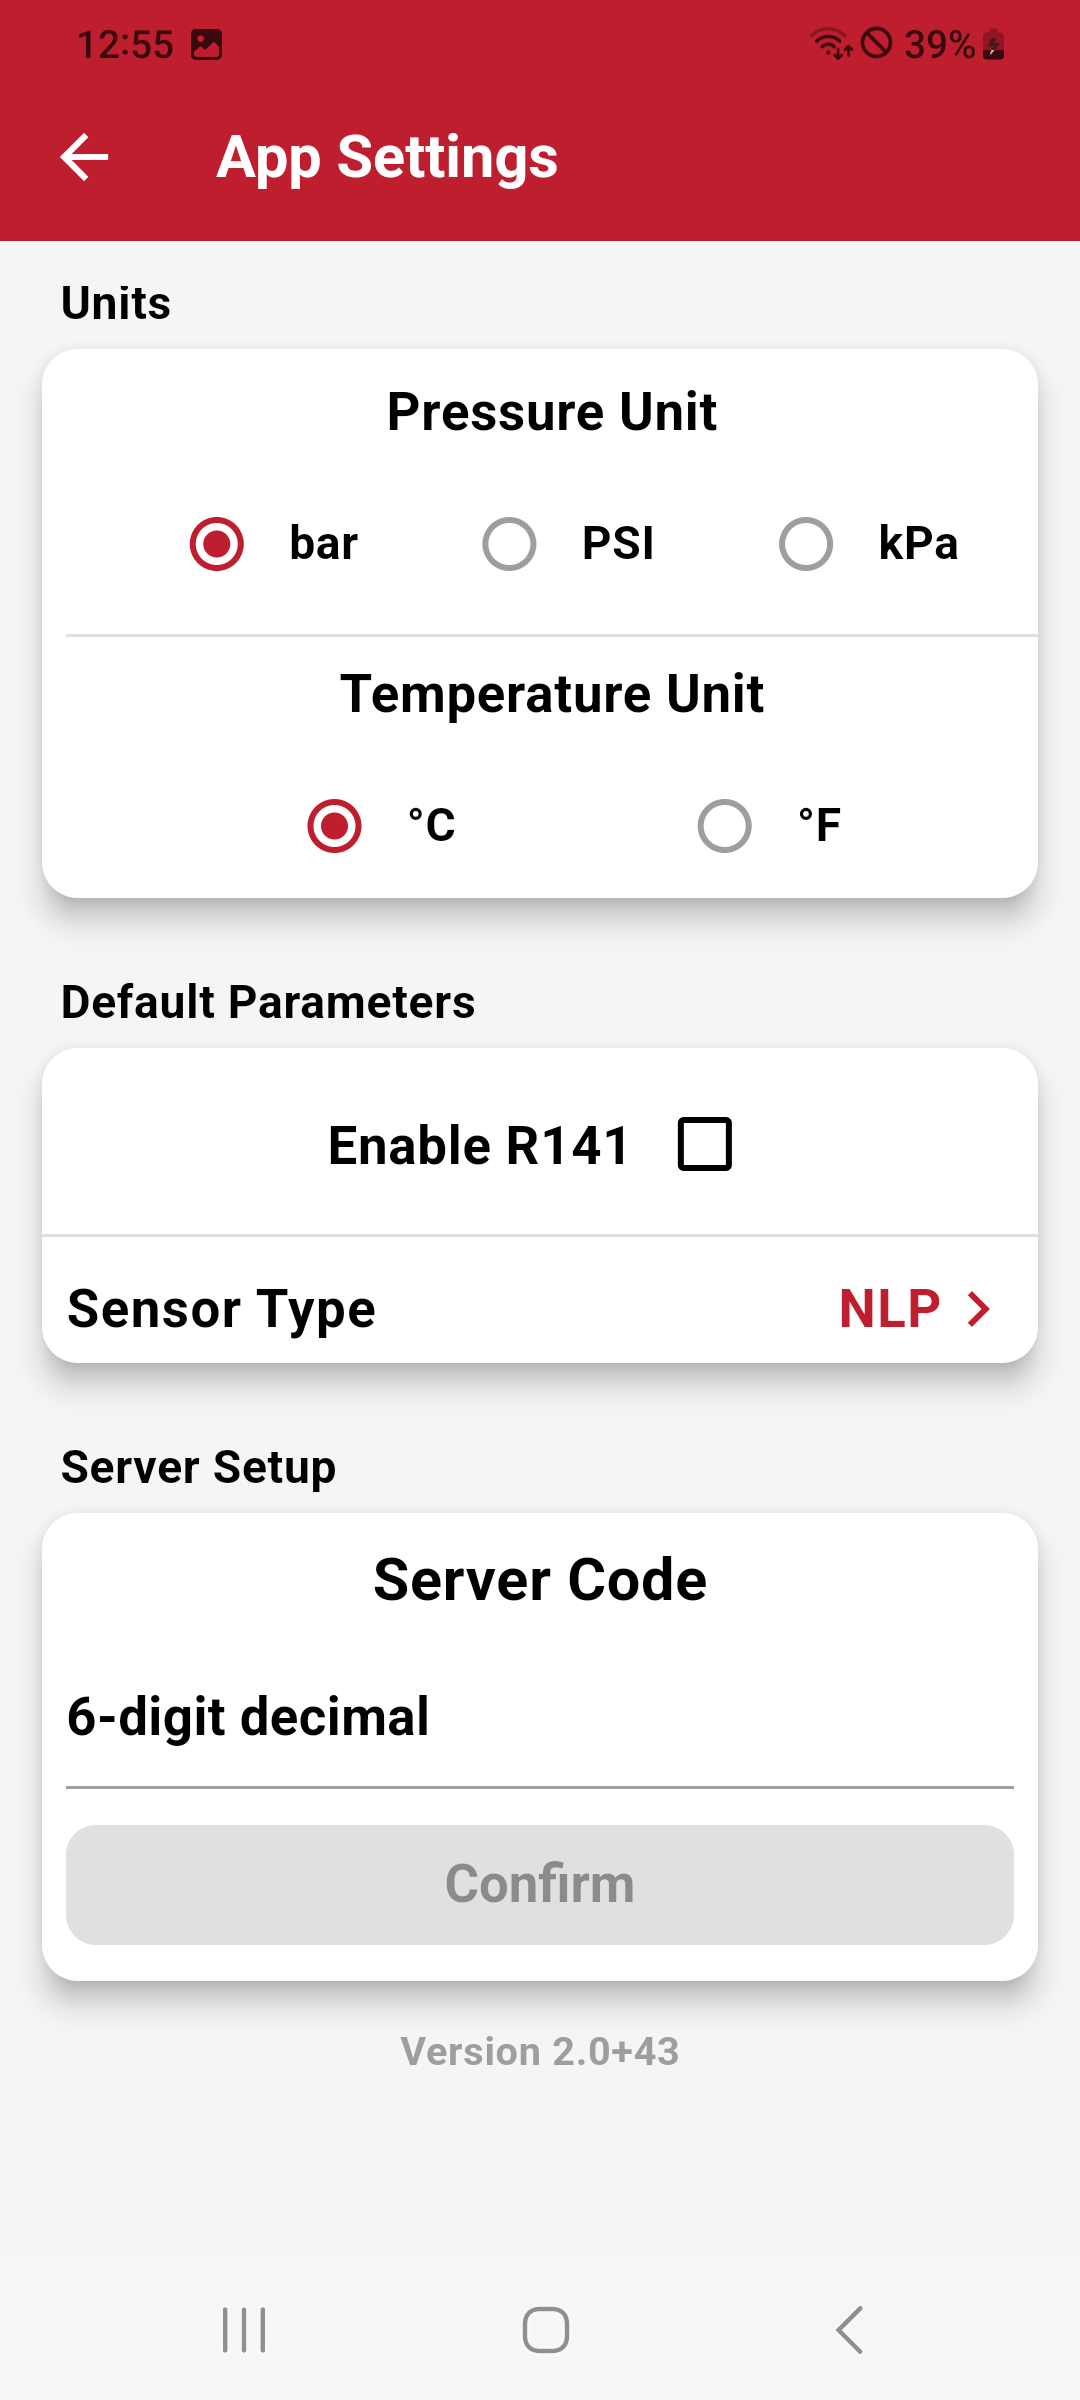 12:55
39%
App Settings
Units
Pressure Unit
bar
PSI
kPa
Temperature Unit
°C
°F
Default Parameters
Enable R141
Sensor Type
NLP
Server Setup
Server Code
6-digit decimal
Confirm
Version 2.0+43